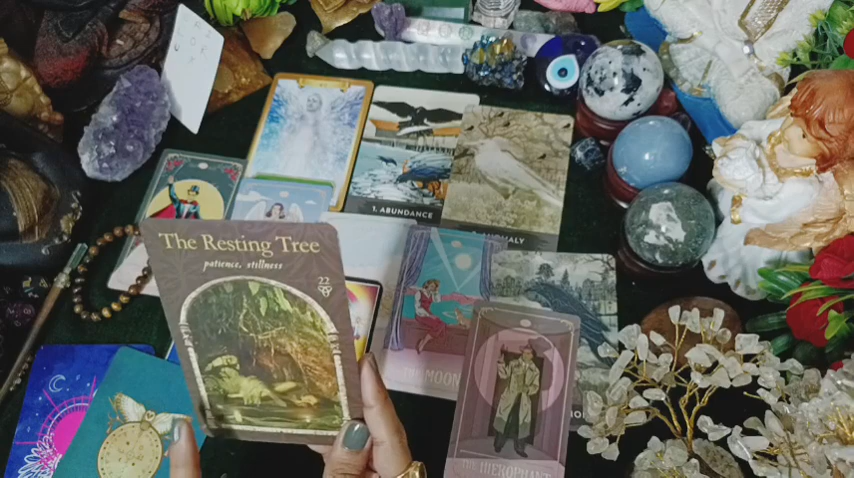 1. ABUNDANCE
The Resting Tree
patience, stillness
22
THE MOON
THE HIEROPHANT